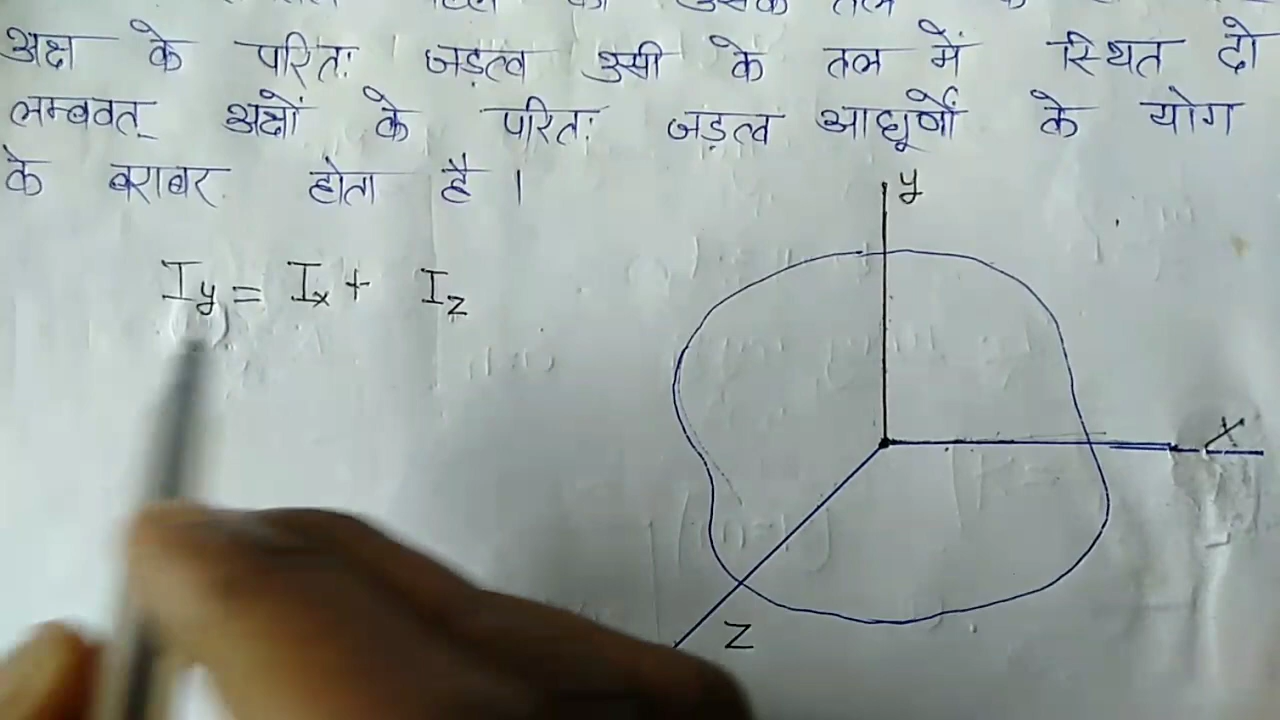 अक्ष के परितः जड़त्व उसी के तल में स्थित दो
लम्बवत् अक्षों के परितः जड़त्व आघूर्णों के योग
के बराबर होता है ।
y
Iy = Ix + Iz
X
Z